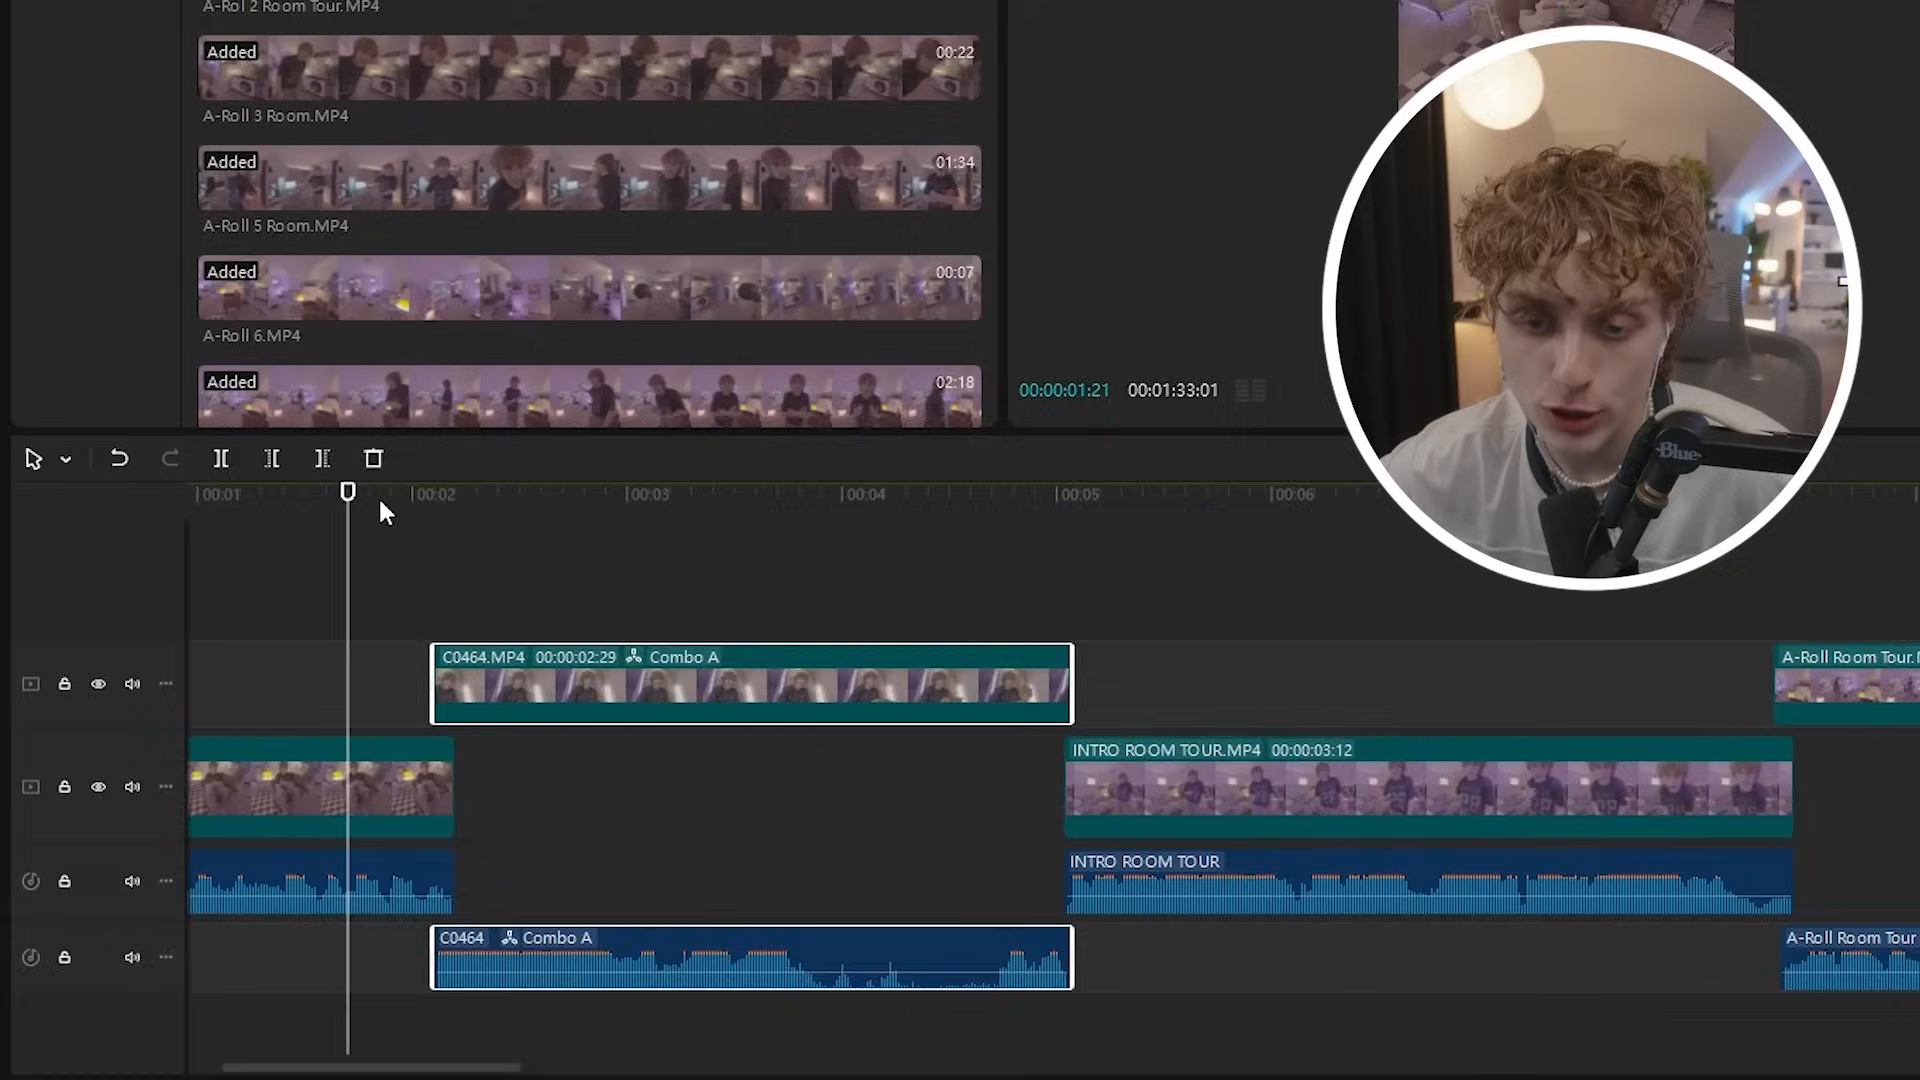 A-Rol 2 Room Tour.MP4
Added
00:22
A-Roll 3 Room.MP4
Added
01:34
A-Roll 5 Room.MP4
Added
00:07
A-Roll 6.MP4
Added
02:18
00:00:01:21 00:01:33:01
Blue
00:01 00:02 00:03 00:04 00:05 00:06
C0464.MP4 00:00:02:29 Combo A
A-Roll Room Tour.
INTRO ROOM TOUR.MP4 00:00:03:12
INTRO ROOM TOUR
C0464 Combo A
A-Roll Room Tour